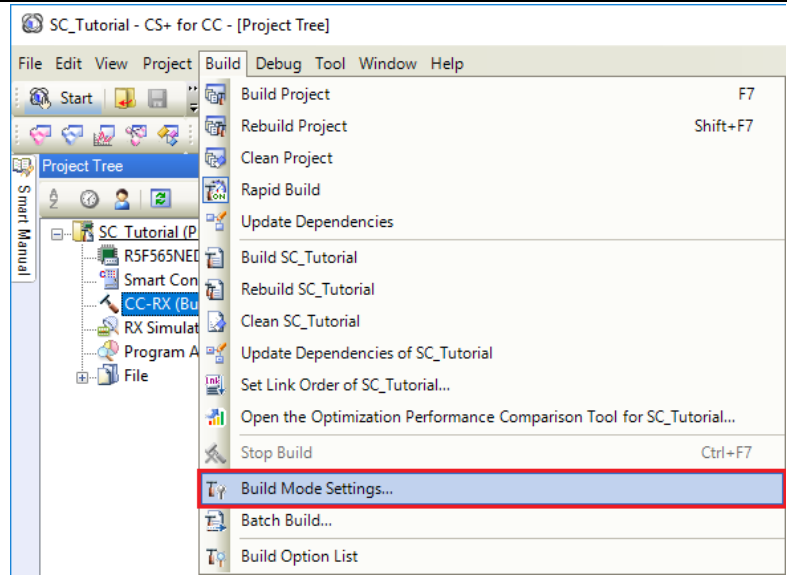 SC_Tutorial - CS+ for CC - [Project Tree]
File Edit View Project Build Debug Tool Window Help
Start
Build Project F7
Rebuild Project Shift+F7
Clean Project
Rapid Build
Update Dependencies
Build SC_Tutorial
Rebuild SC_Tutorial
Clean SC_Tutorial
Update Dependencies of SC_Tutorial
Set Link Order of SC_Tutorial...
Open the Optimization Performance Comparison Tool for SC_Tutorial...
Stop Build Ctrl+F7
Build Mode Settings...
Batch Build...
Build Option List
Smart Manual
Project Tree
SC_Tutorial (P
R5F565NED
Smart Con
CC-RX (Bu
RX Simulat
Program A
File